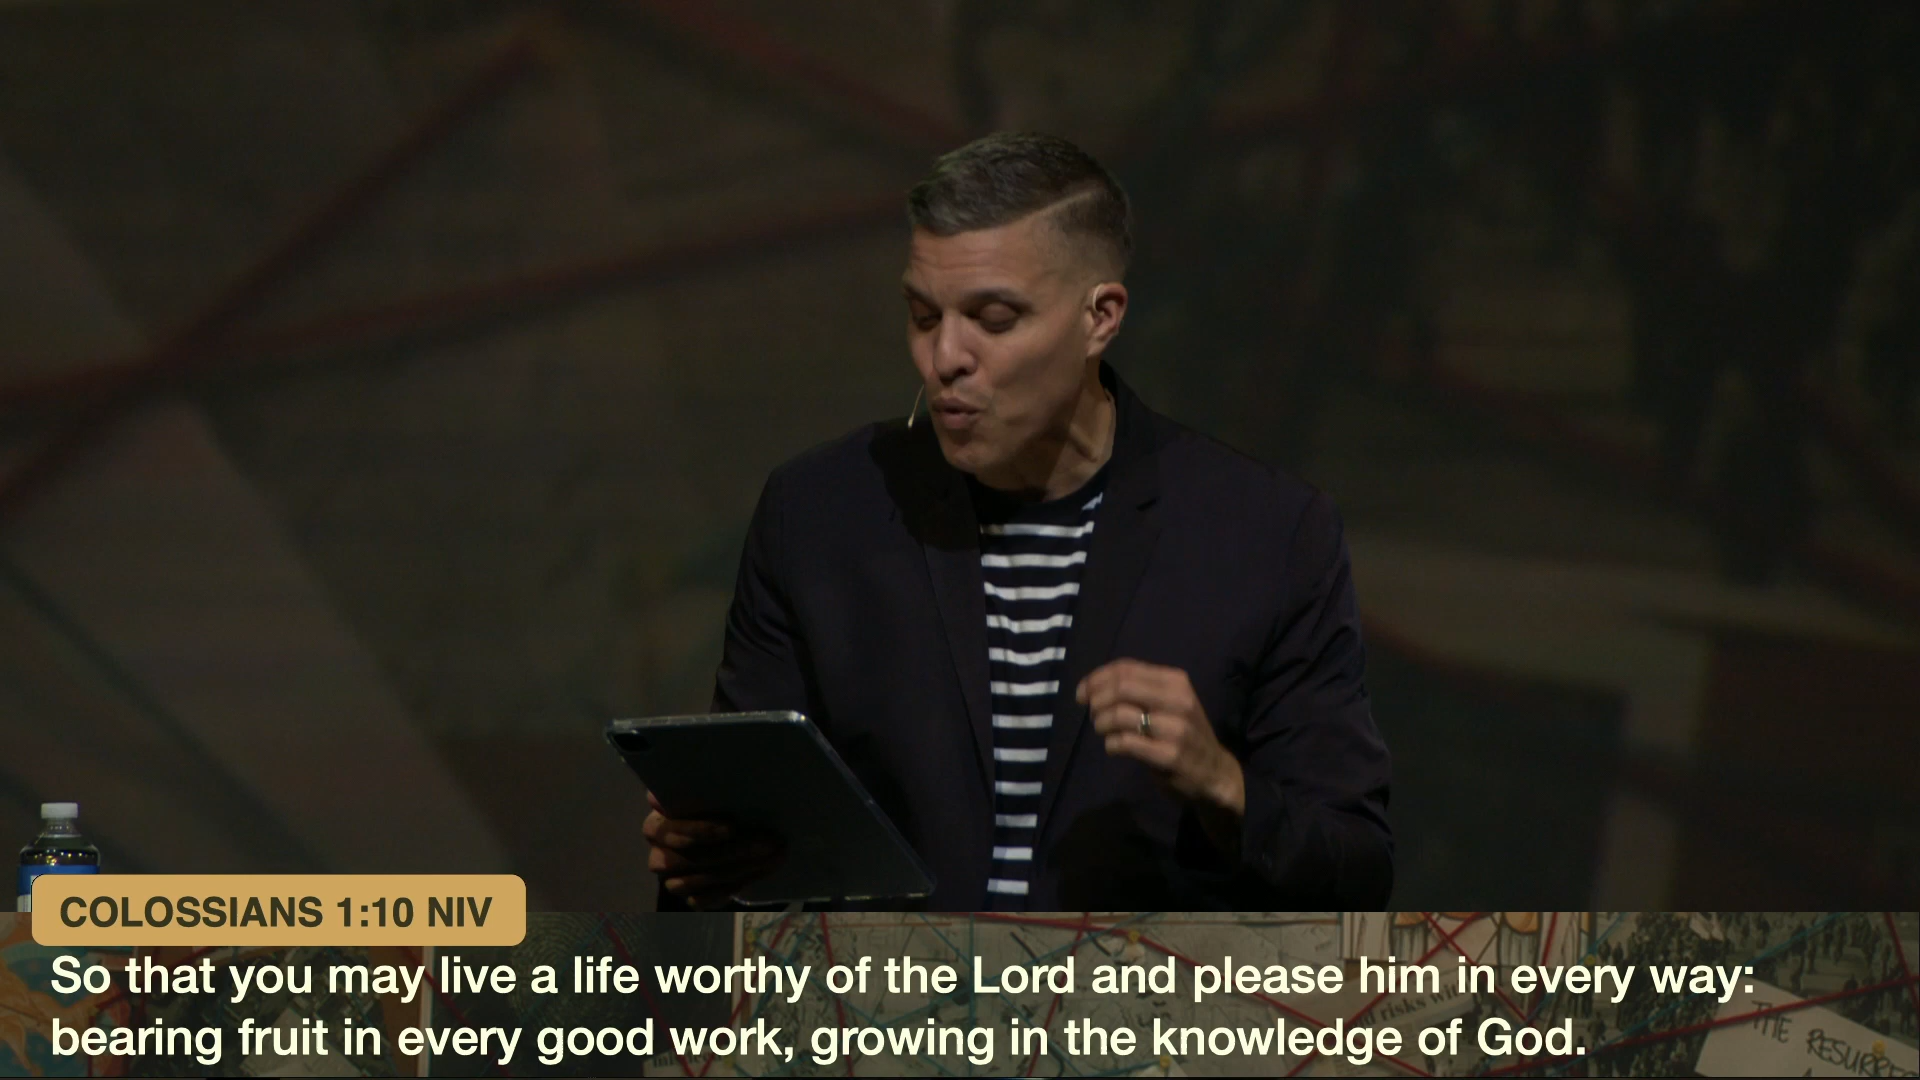 COLOSSIANS 1:10 NIV
So that you may live a life worthy of the Lord and please him in every way:
bearing fruit in every good work, growing in the knowledge of God.
THE